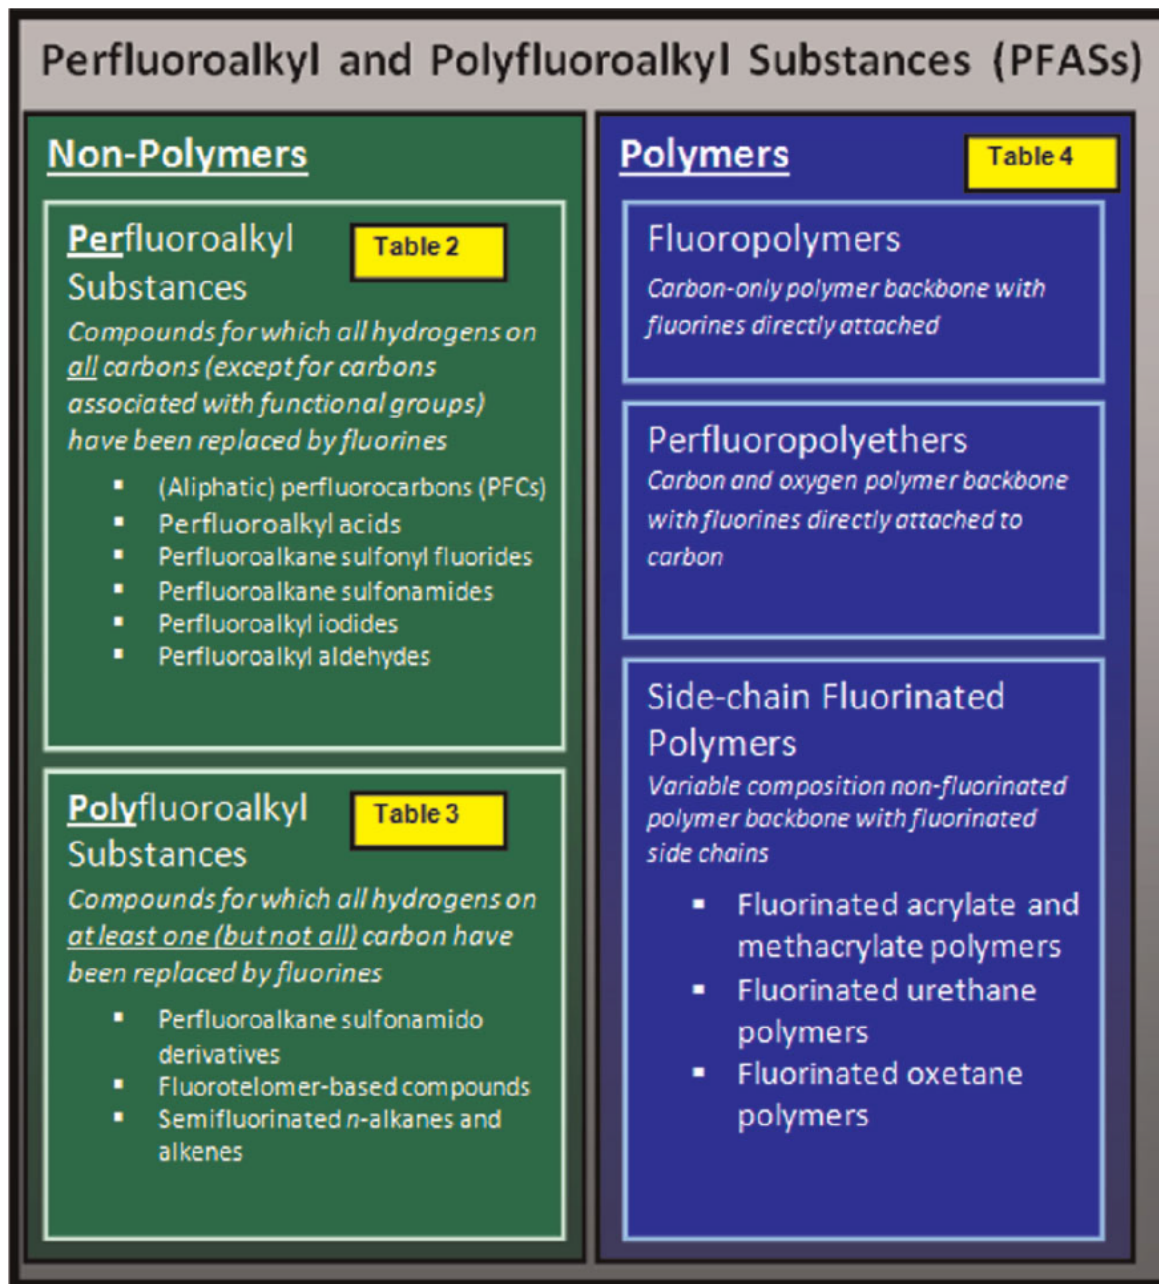 Perfluoroalkyl and Polyfluoroalkyl Substances (PFASs)
Non-Polymers
Perfluoroalkyl
Substances
Table 2
Compounds for which all hydrogens on
all carbons (except for carbons
associated with functional groups)
have been replaced by fluorines
▪ (Aliphatic) perfluorocarbons (PFCs)
▪ Perfluoroalkyl acids
▪ Perfluoroalkane sulfonyl fluorides
▪ Perfluoroalkane sulfonamides
▪ Perfluoroalkyl iodides
▪ Perfluoroalkyl aldehydes
Polyfluoroalkyl
Substances
Table 3
Compounds for which all hydrogens on
at least one (but not all) carbon have
been replaced by fluorines
▪ Perfluoroalkane sulfonamido
derivatives
▪ Fluorotelomer-based compounds
▪ Semifluorinated n-alkanes and
alkenes
Polymers
Table 4
Fluoropolymers
Carbon-only polymer backbone with
fluorines directly attached
Perfluoropolyethers
Carbon and oxygen polymer backbone
with fluorines directly attached to
carbon
Side-chain Fluorinated
Polymers
Variable composition non-fluorinated
polymer backbone with fluorinated
side chains
▪ Fluorinated acrylate and
methacrylate polymers
▪ Fluorinated urethane
polymers
▪ Fluorinated oxetane
polymers